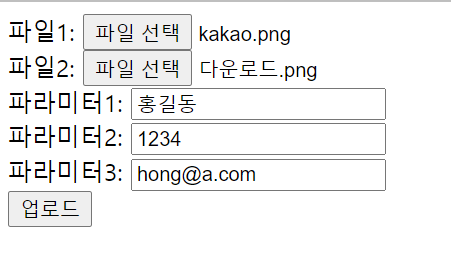 파일1: 파일 선택 kakao.png
파일2: 파일 선택 다운로드.png
파라미터1: 홍길동
파라미터2: 1234
파라미터3: hong@a.com
업로드